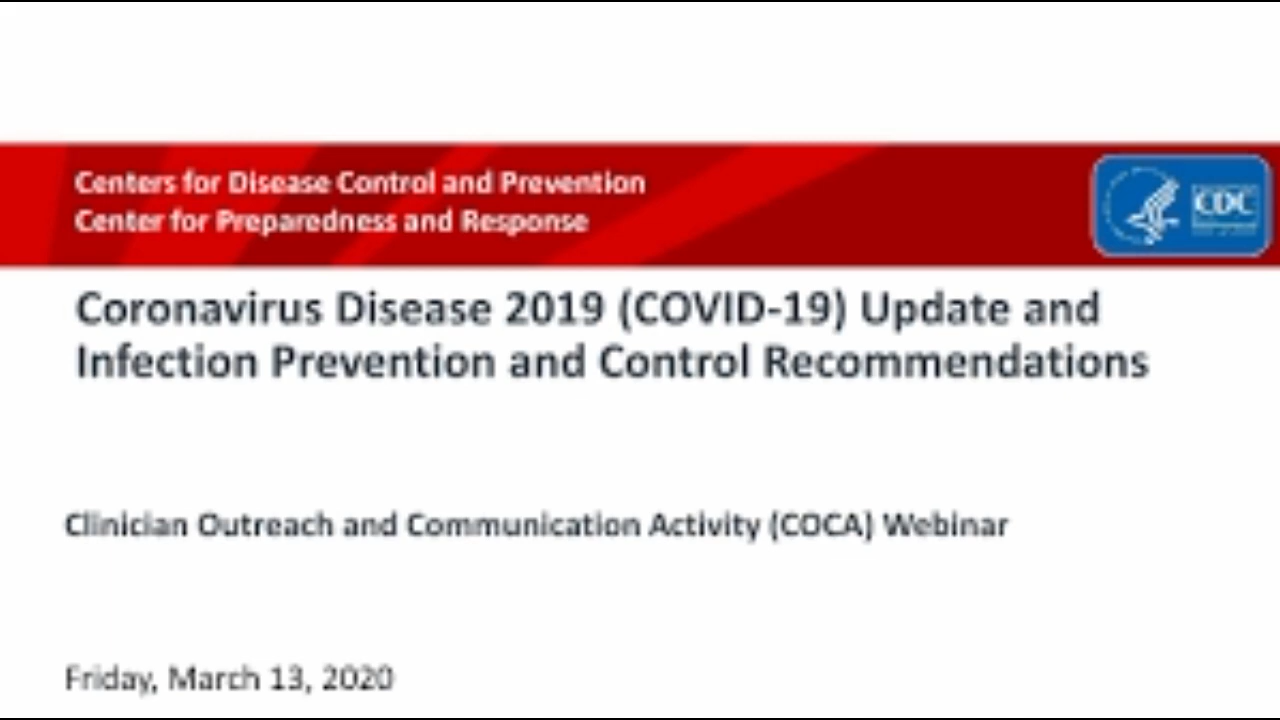 Centers for Disease Control and Prevention
Center for Preparedness and Response
CDC
Coronavirus Disease 2019 (COVID-19) Update and
Infection Prevention and Control Recommendations
Clinician Outreach and Communication Activity (COCA) Webinar
Friday, March 13, 2020